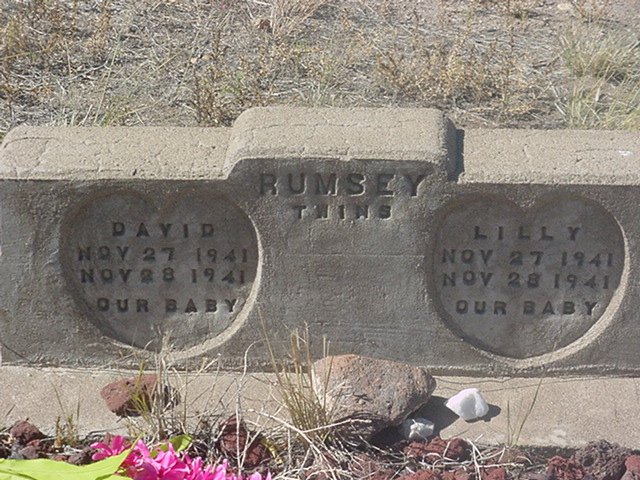 RUMSEY
TWINS
DAVID
NOV 27 1941
NOV 28 1941
OUR BABY
LILLY
NOV 27 1941
NOV 28 1941
OUR BABY